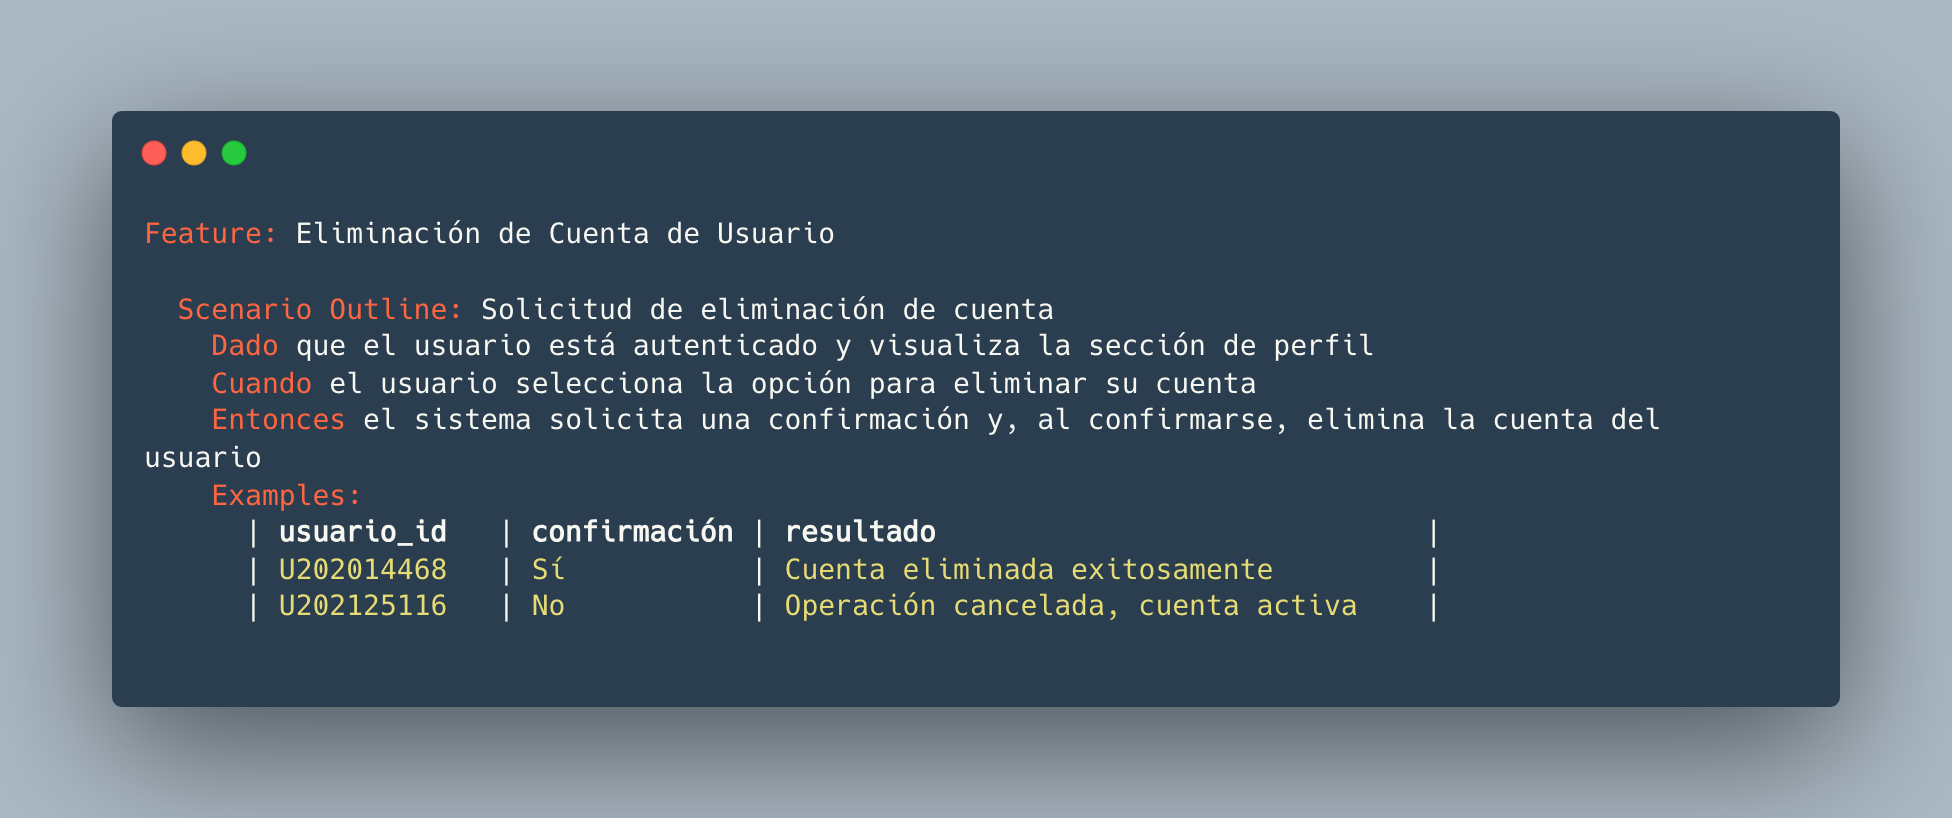 Feature: Eliminación de Cuenta de Usuario
Scenario Outline: Solicitud de eliminación de cuenta
Dado que el usuario está autenticado y visualiza la sección de perfil
Cuando el usuario selecciona la opción para eliminar su cuenta
Entonces el sistema solicita una confirmación y, al confirmarse, elimina la cuenta del
usuario
Examples:
| usuario_id | confirmación | resultado |
| U202014468 | Sí | Cuenta eliminada exitosamente |
| U202125116 | No | Operación cancelada, cuenta activa |